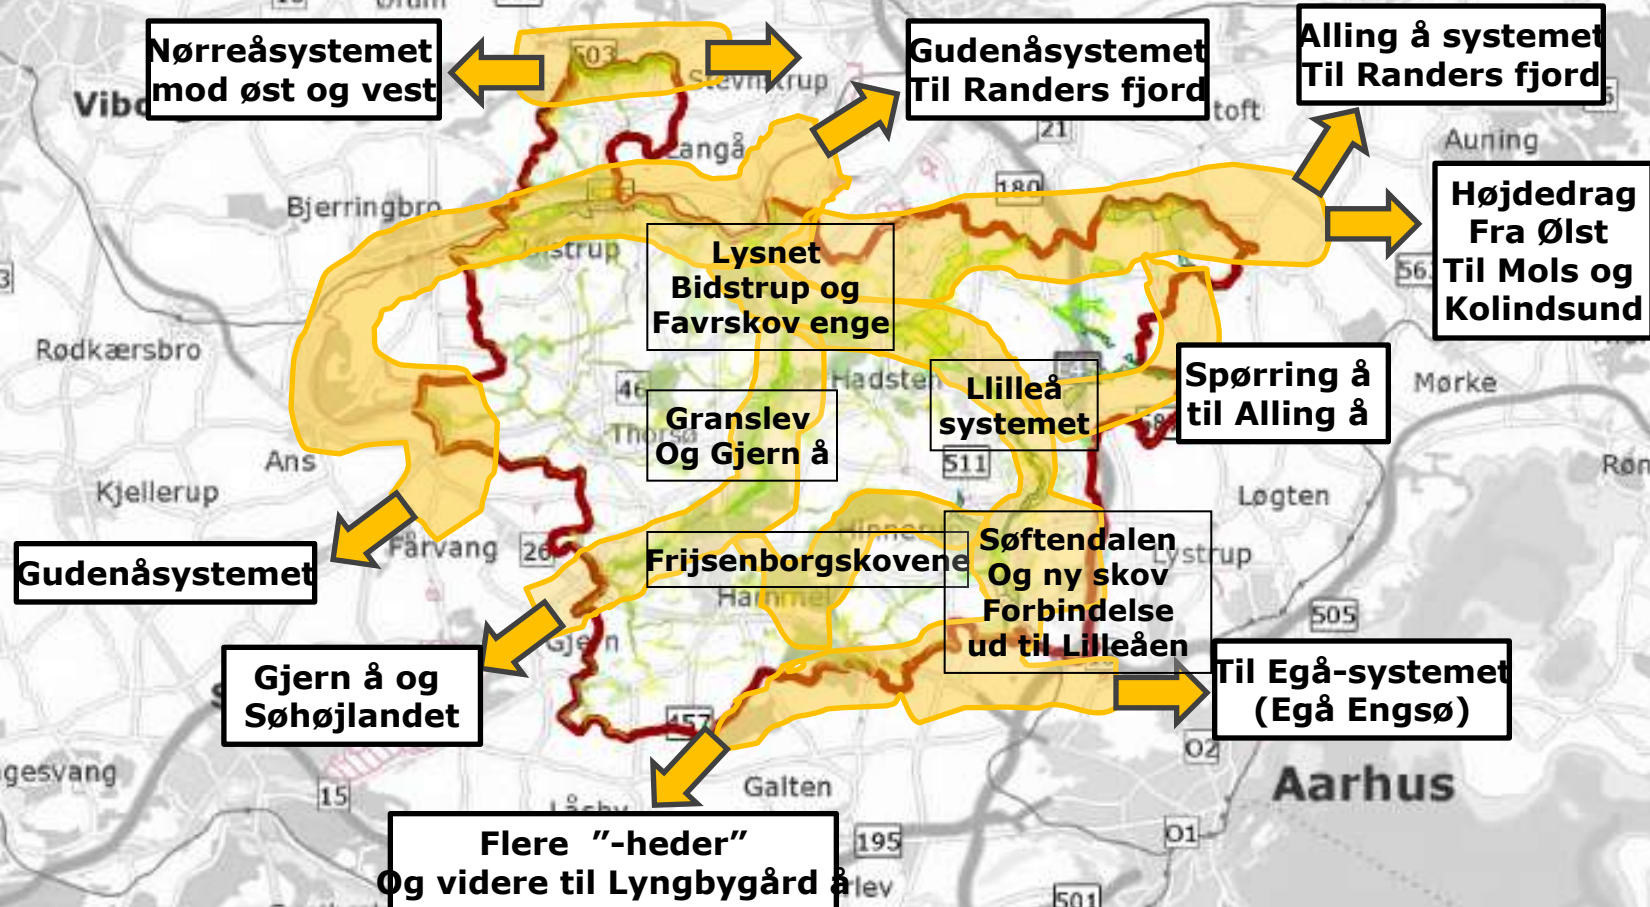 Nørreåsystemet
mod øst og vest
Gudenåsystemet
Til Randers fjord
Alling å systemet
Til Randers fjord
Højdedrag
Fra Ølst
Til Mols og
Kolindsund
Lysnet
Bidstrup og
Favrskov enge
Granslev
Og Gjern å
Llilleå
systemet
Spørring å
til Alling å
Frijsenborgskovene
Søftendalen
Og ny skov
Forbindelse
ud til Lilleåen
Gudenåsystemet
Gjern å og
Søhøjlandet
Til Egå-systemet
(Egå Engsø)
Flere ”-heder”
Og videre til Lyngbygård å
503
Langå
21
Auning
180
Bjerringbro
Rødkærsbro
46
Hadsten
Thorsø
Mørke
Ans
Kjellerup
511
Løgten
Fårvang
26
Lystrup
Hammel
505
Gjern
457
O2
Galten
15
Låsby
Aarhus
195
O1
501